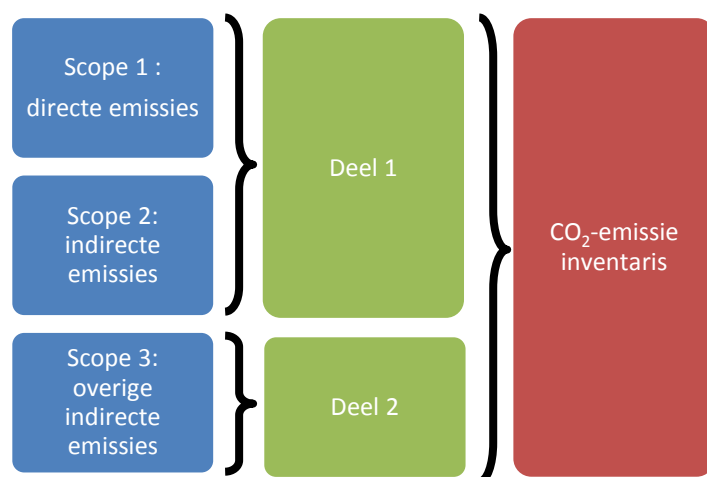 Scope 1 :
directe emissies
Scope 2:
indirecte
emissies
Scope 3:
overige
indirecte
emissies
Deel 1
Deel 2
CO₂-emissie
inventaris